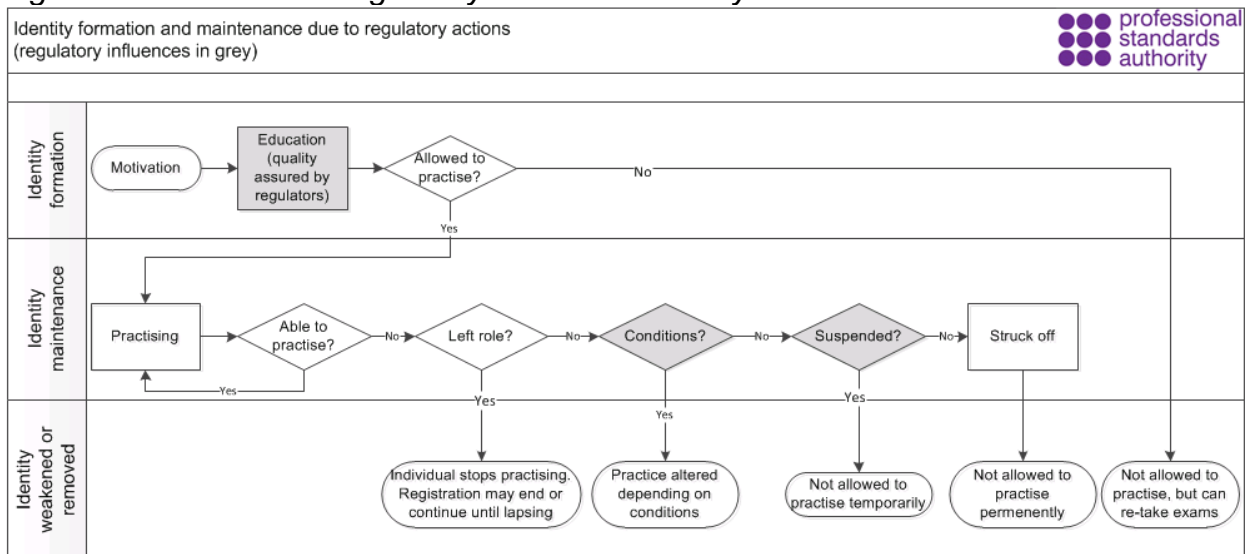 Identity formation and maintenance due to regulatory actions
(regulatory influences in grey)
professional
standards
authority
Identity
formation
Motivation
Education
(quality
assured by
regulators)
Allowed to
practise?
No
Yes
Identity
maintenance
Practising
Able to
practise?
No
Left role?
No
Conditions?
No
Suspended?
No
Struck off
Yes
Yes
Yes
Yes
Identity
weakened or
removed
Individual stops practising.
Registration may end or
continue until lapsing
Practice altered
depending on
conditions
Not allowed to
practise temporarily
Not allowed to
practise
permenently
Not allowed to
practise, but can
re-take exams